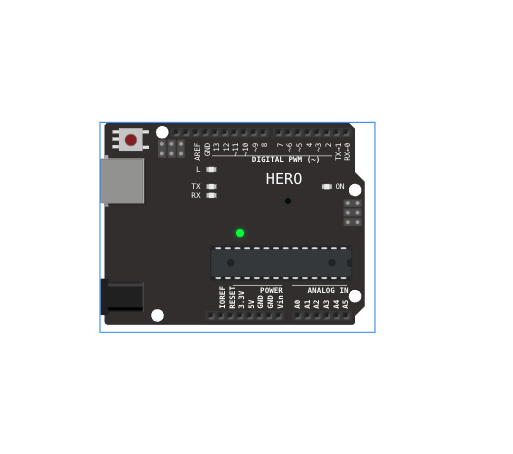 AREF
GND
13
12
~11
~10
~9
8
7
~6
~5
4
~3
2
TX→1
RX←0
DIGITAL PWM (~)
L
TX
RX
HERO
ON
POWER
ANALOG IN
IOREF
RESET
3.3V
5V
GND
GND
Vin
A0
A1
A2
A3
A4
A5